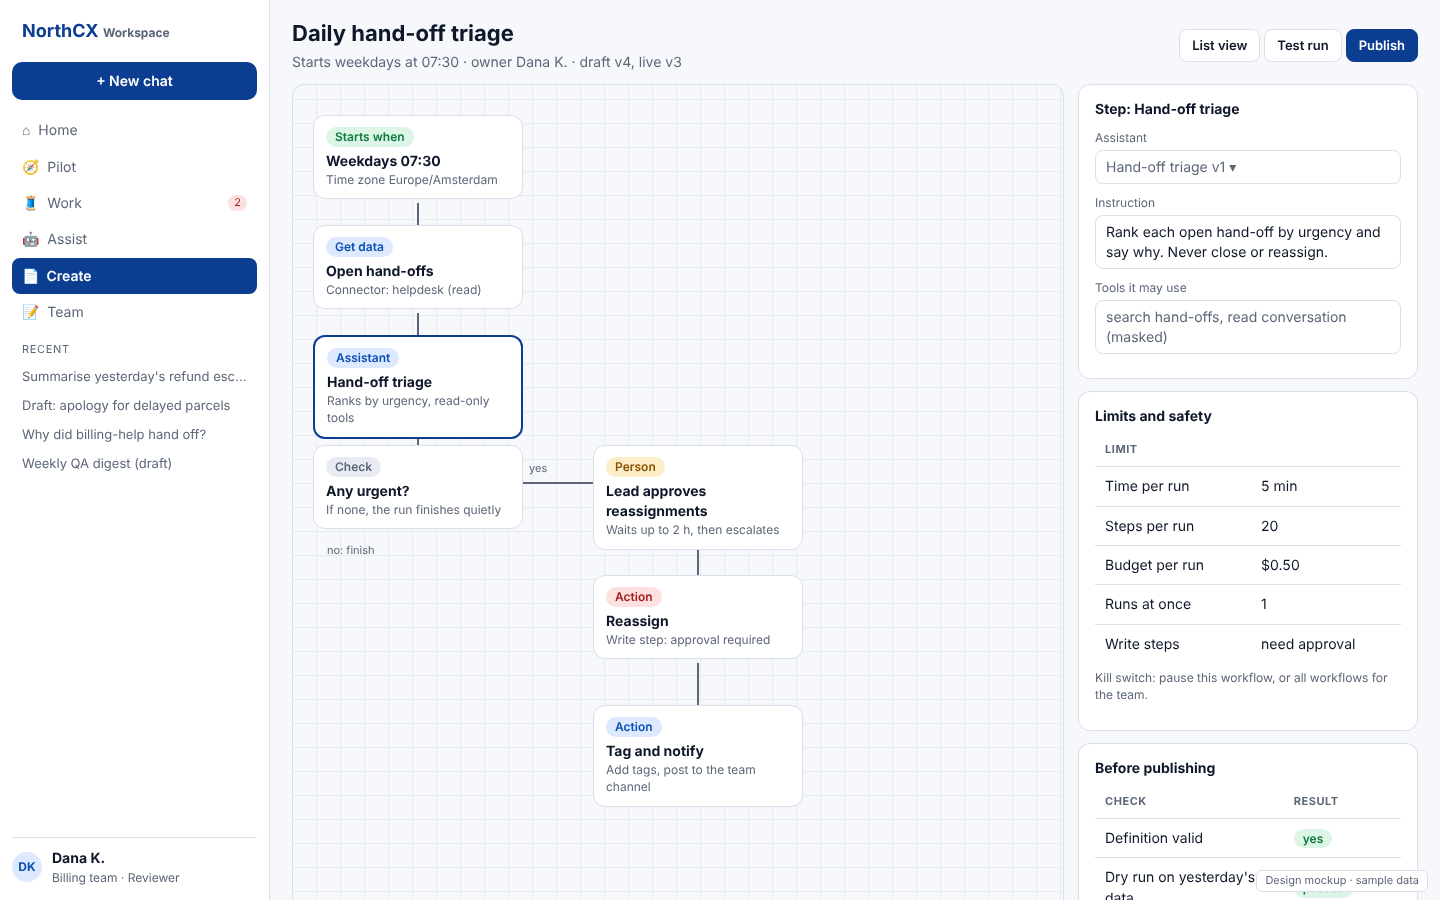 NorthCX Workspace
+ New chat
Home
Pilot
Work 2
Assist
Create
Team
RECENT
Summarise yesterday's refund esc...
Draft: apology for delayed parcels
Why did billing-help hand off?
Weekly QA digest (draft)
DK
Dana K.
Billing team · Reviewer
Daily hand-off triage
Starts weekdays at 07:30 · owner Dana K. · draft v4, live v3
List view
Test run
Publish
Starts when
Weekdays 07:30
Time zone Europe/Amsterdam
Get data
Open hand-offs
Connector: helpdesk (read)
Assistant
Hand-off triage
Ranks by urgency, read-only
tools
Check
Any urgent?
If none, the run finishes quietly
yes
no: finish
Person
Lead approves
reassignments
Waits up to 2 h, then escalates
Action
Reassign
Write step: approval required
Action
Tag and notify
Add tags, post to the team
channel
Step: Hand-off triage
Assistant
Hand-off triage v1 ▾
Instruction
Rank each open hand-off by urgency and
say why. Never close or reassign.
Tools it may use
search hand-offs, read conversation
(masked)
Limits and safety
LIMIT
Time per run 5 min
Steps per run 20
Budget per run $0.50
Runs at once 1
Write steps need approval
Kill switch: pause this workflow, or all workflows for
the team.
Before publishing
CHECK RESULT
Definition valid yes
Dry run on yesterday's
data
Design mockup · sample data